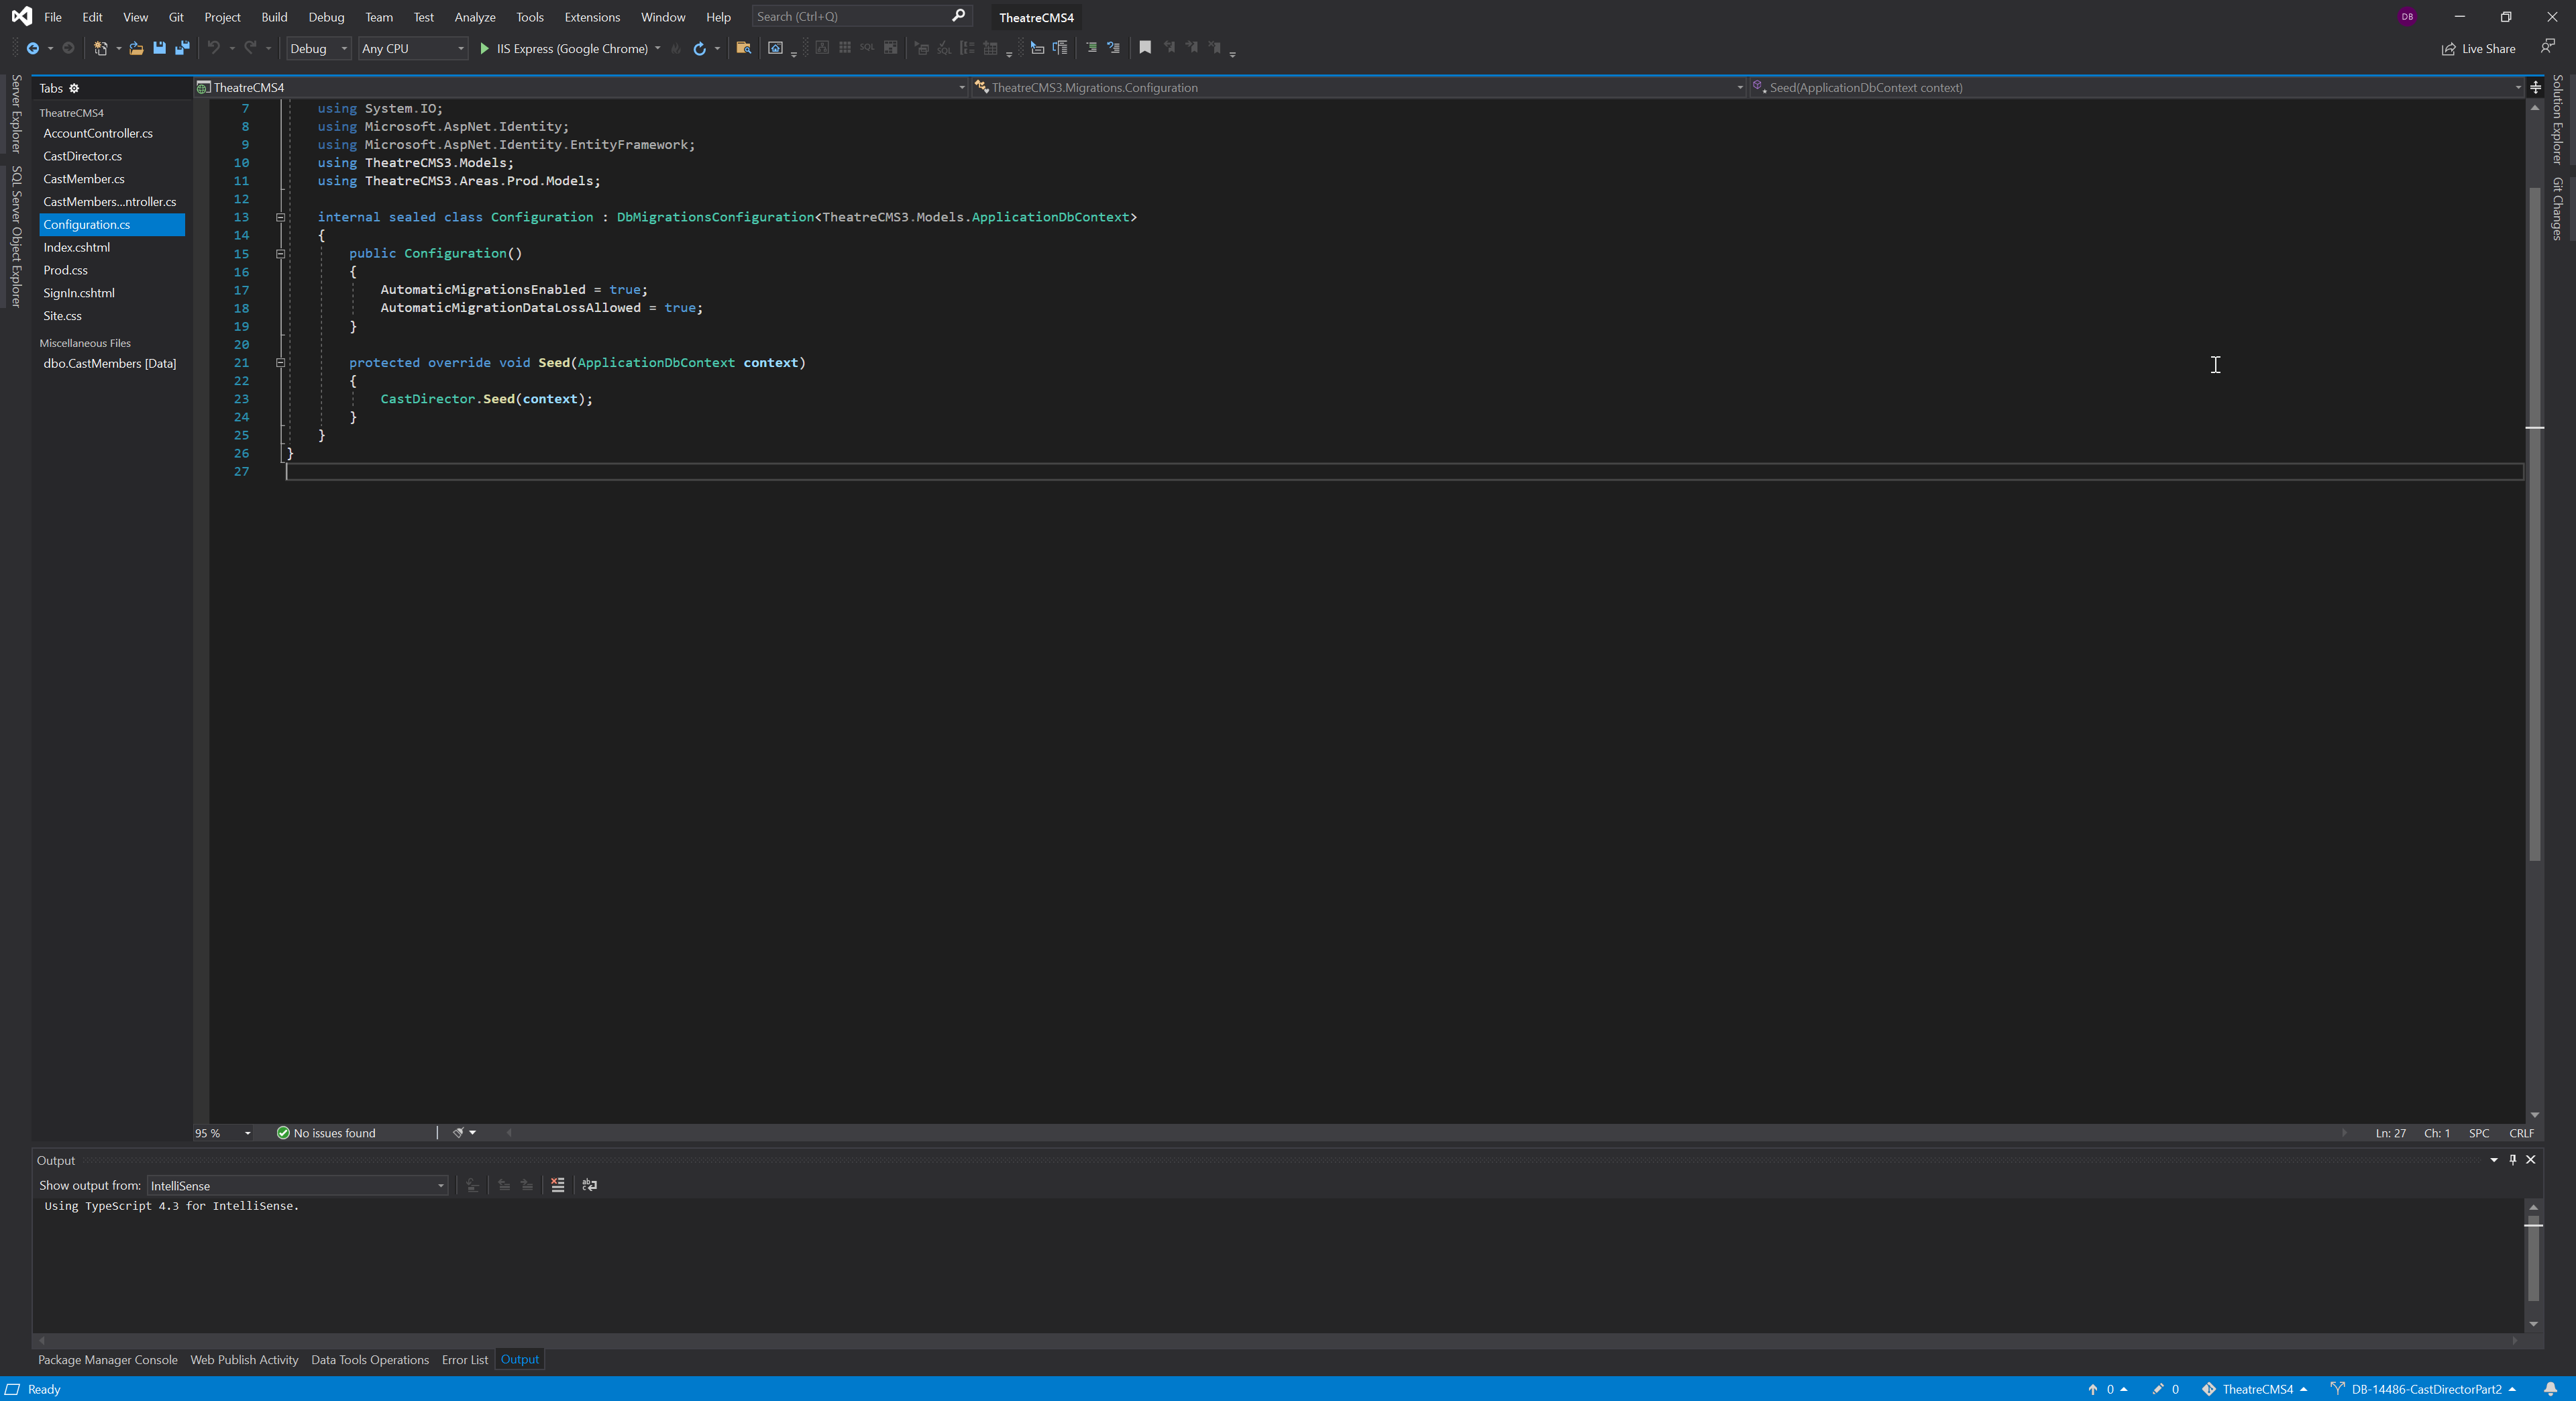 File Edit View Git Project Build Debug Team Test Analyze Tools Extensions Window Help Search (Ctrl+Q) TheatreCMS4 DB
Debug Any CPU IIS Express (Google Chrome) SQL Live Share
Server Explorer
SQL Server Object Explorer
Tabs
TheatreCMS4
AccountController.cs
CastDirector.cs
CastMember.cs
CastMembers...ntroller.cs
Configuration.cs
Index.cshtml
Prod.css
SignIn.cshtml
Site.css
Miscellaneous Files
dbo.CastMembers [Data]
TheatreCMS4 TheatreCMS3.Migrations.Configuration Seed(ApplicationDbContext context)
7 using System.IO;
8 using Microsoft.AspNet.Identity;
9 using Microsoft.AspNet.Identity.EntityFramework;
10 using TheatreCMS3.Models;
11 using TheatreCMS3.Areas.Prod.Models;
12
13 internal sealed class Configuration : DbMigrationsConfiguration<TheatreCMS3.Models.ApplicationDbContext>
14 {
15 public Configuration()
16 {
17 AutomaticMigrationsEnabled = true;
18 AutomaticMigrationDataLossAllowed = true;
19 }
20
21 protected override void Seed(ApplicationDbContext context)
22 {
23 CastDirector.Seed(context);
24 }
25 }
26 }
27
Solution Explorer
Git Changes
95 % No issues found Ln: 27 Ch: 1 SPC CRLF
Output
Show output from: IntelliSense
Using TypeScript 4.3 for IntelliSense.
Package Manager Console Web Publish Activity Data Tools Operations Error List Output
Ready 0 0 TheatreCMS4 DB-14486-CastDirectorPart2